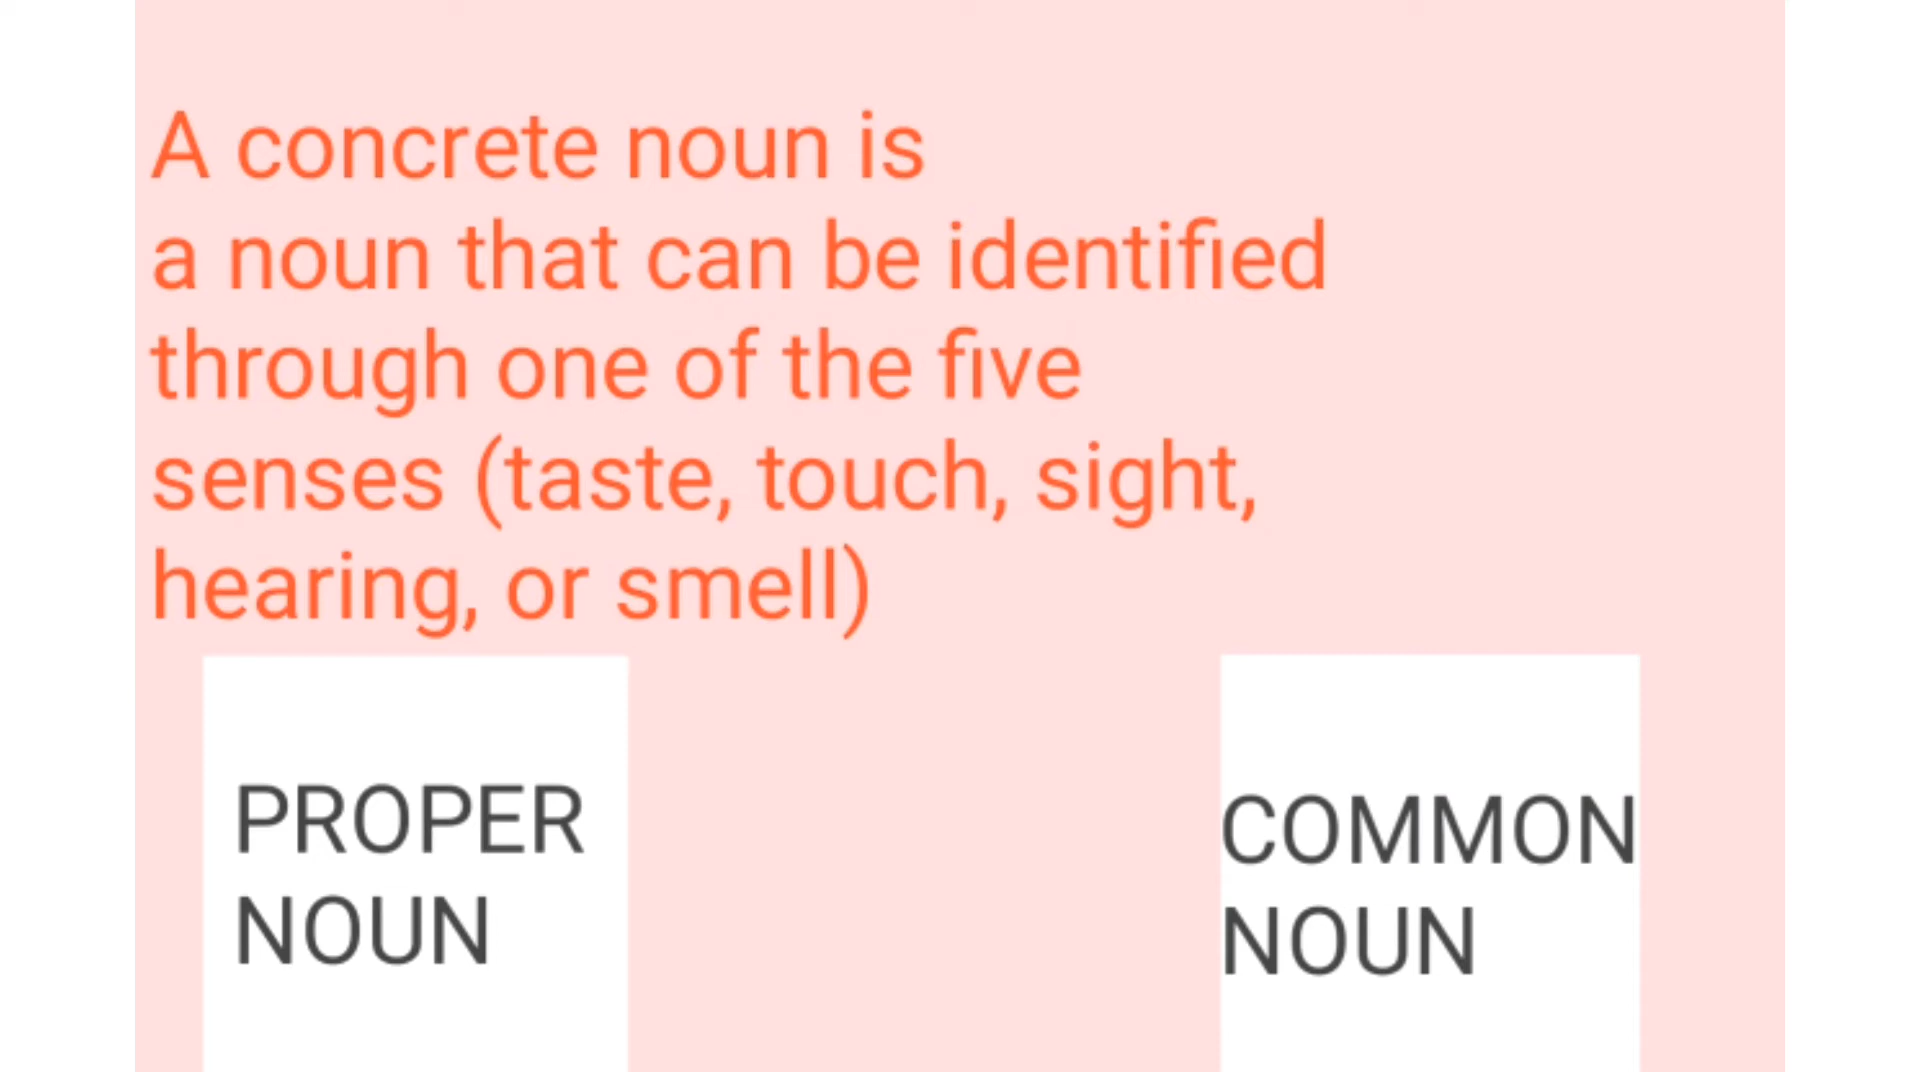 A concrete noun is
a noun that can be identified
through one of the five
senses (taste, touch, sight,
hearing, or smell)
PROPER
NOUN
COMMON
NOUN